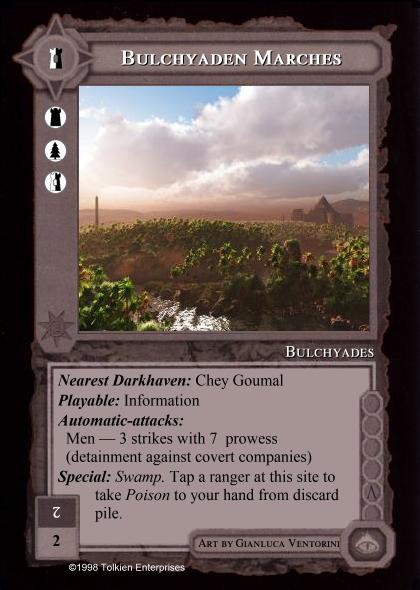 BULCHYADEN MARCHES
BULCHYADES
Nearest Darkhaven: Chey Goumal
Playable: Information
Automatic-attacks:
Men — 3 strikes with 7 prowess
(detainment against covert companies)
Special: Swamp. Tap a ranger at this site to
take Poison to your hand from discard
pile.
2
2
ART BY GIANLUCA VENTORINI
©1998 Tolkien Enterprises